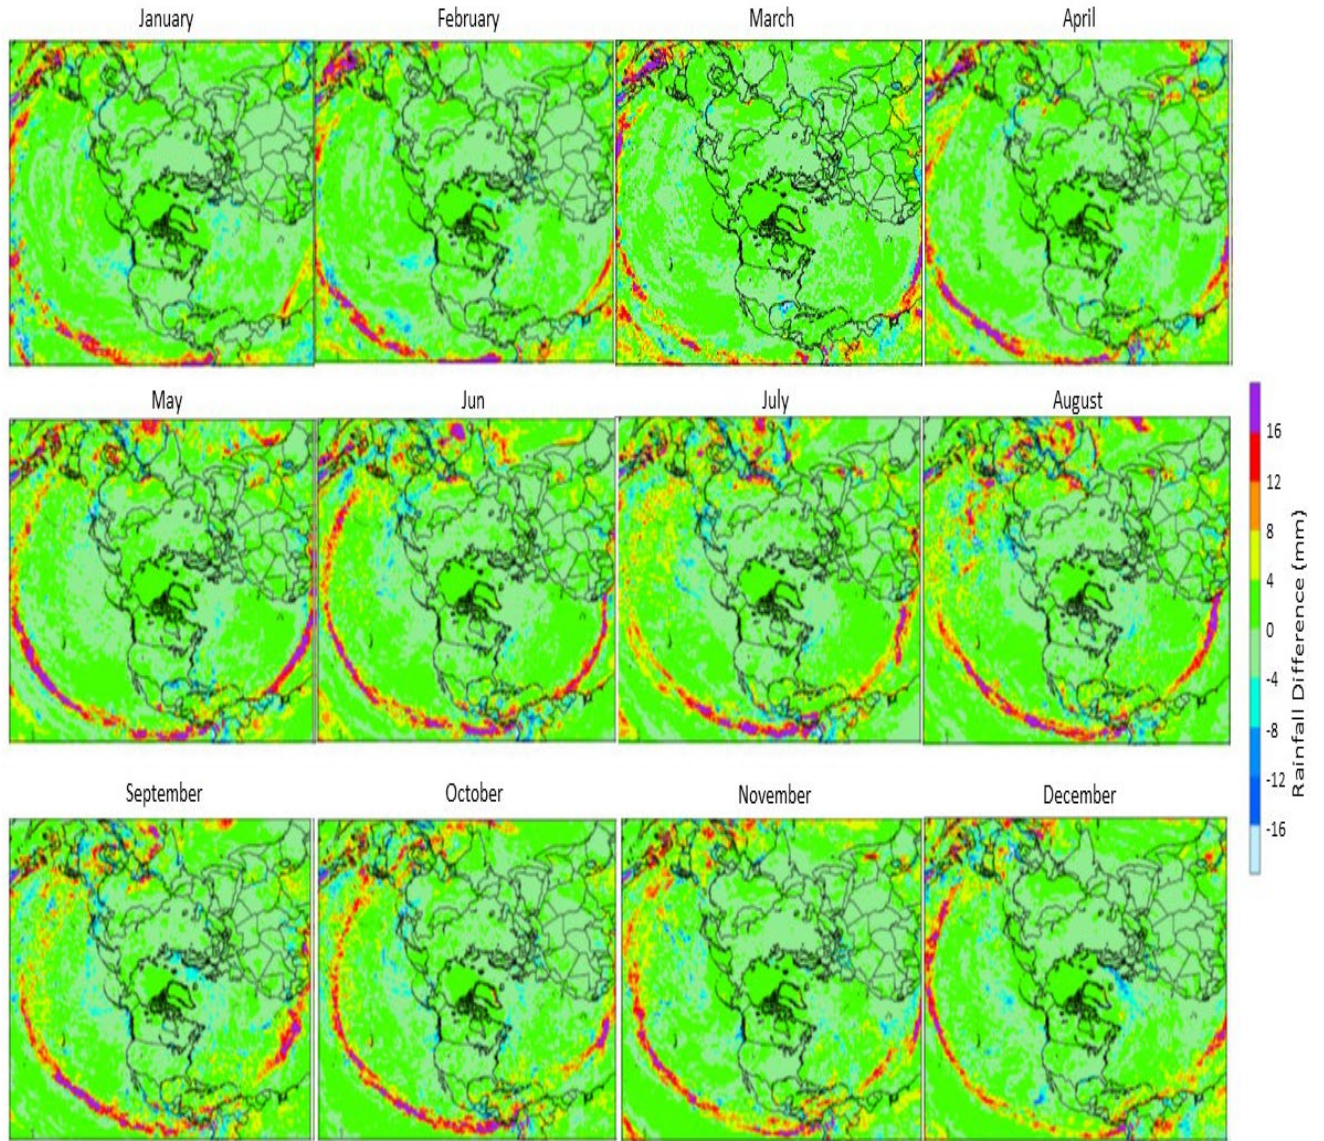 January
February
March
April
May
Jun
July
August
16
12
8
4
0
-4
-8
-12
-16
Rainfall Difference (mm)
September
October
November
December